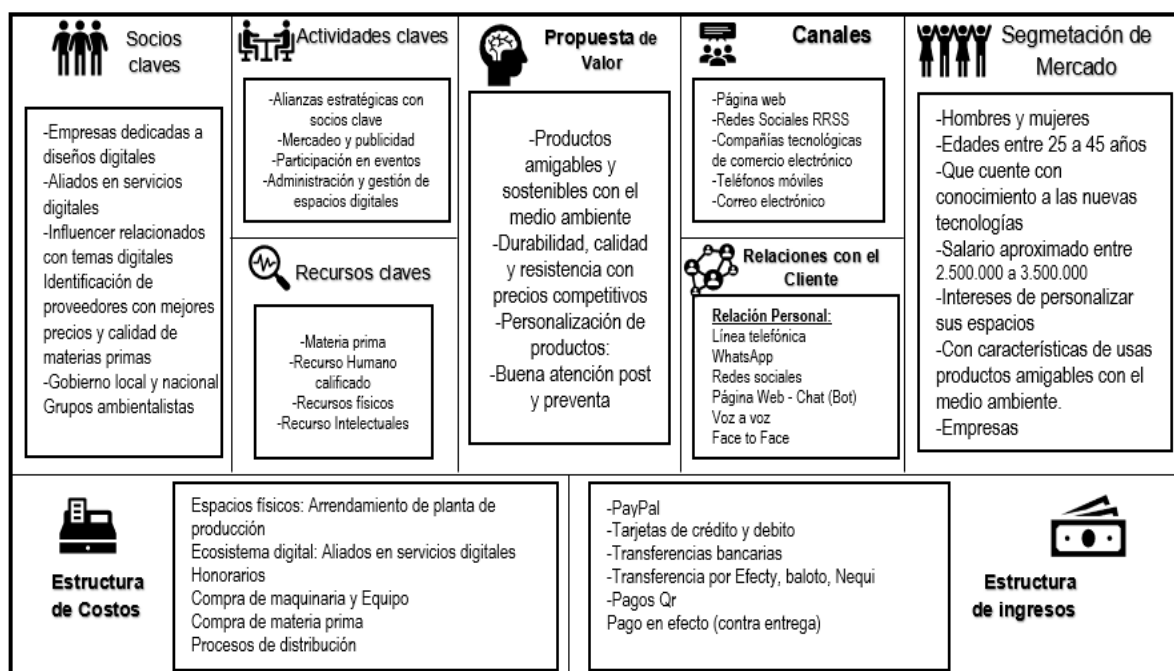 Socios
claves
-Empresas dedicadas a
diseños digitales
-Aliados en servicios
digitales
-Influencer relacionados
con temas digitales
Identificación de
proveedores con mejores
precios y calidad de
materias primas
-Gobierno local y nacional
Grupos ambientalistas
Actividades claves
-Alianzas estratégicas con
socios clave
-Mercadeo y publicidad
-Participación en eventos
-Administración y gestión de
espacios digitales
Recursos claves
-Materia prima
-Recurso Humano
calificado
-Recursos físicos
-Recurso Intelectuales
Propuesta de
Valor
-Productos
amigables y
sostenibles con el
medio ambiente
-Durabilidad, calidad
y resistencia con
precios competitivos
-Personalización de
productos:
-Buena atención post
y preventa
Canales
-Página web
-Redes Sociales RRSS
-Compañías tecnológicas
de comercio electrónico
-Teléfonos móviles
-Correo electrónico
Relaciones con el
Cliente
Relación Personal:
Línea telefónica
WhatsApp
Redes sociales
Página Web - Chat (Bot)
Voz a voz
Face to Face
Segmetación de
Mercado
-Hombres y mujeres
-Edades entre 25 a 45 años
-Que cuente con
conocimiento a las nuevas
tecnologías
-Salario aproximado entre
2.500.000 a 3.500.000
-Intereses de personalizar
sus espacios
-Con características de usas
productos amigables con el
medio ambiente.
-Empresas
Estructura
de Costos
Espacios físicos: Arrendamiento de planta de
producción
Ecosistema digital: Aliados en servicios digitales
Honorarios
Compra de maquinaria y Equipo
Compra de materia prima
Procesos de distribución
-PayPal
-Tarjetas de crédito y debito
-Transferencias bancarias
-Transferencia por Efecty, baloto, Nequi
-Pagos Qr
Pago en efecto (contra entrega)
Estructura
de ingresos